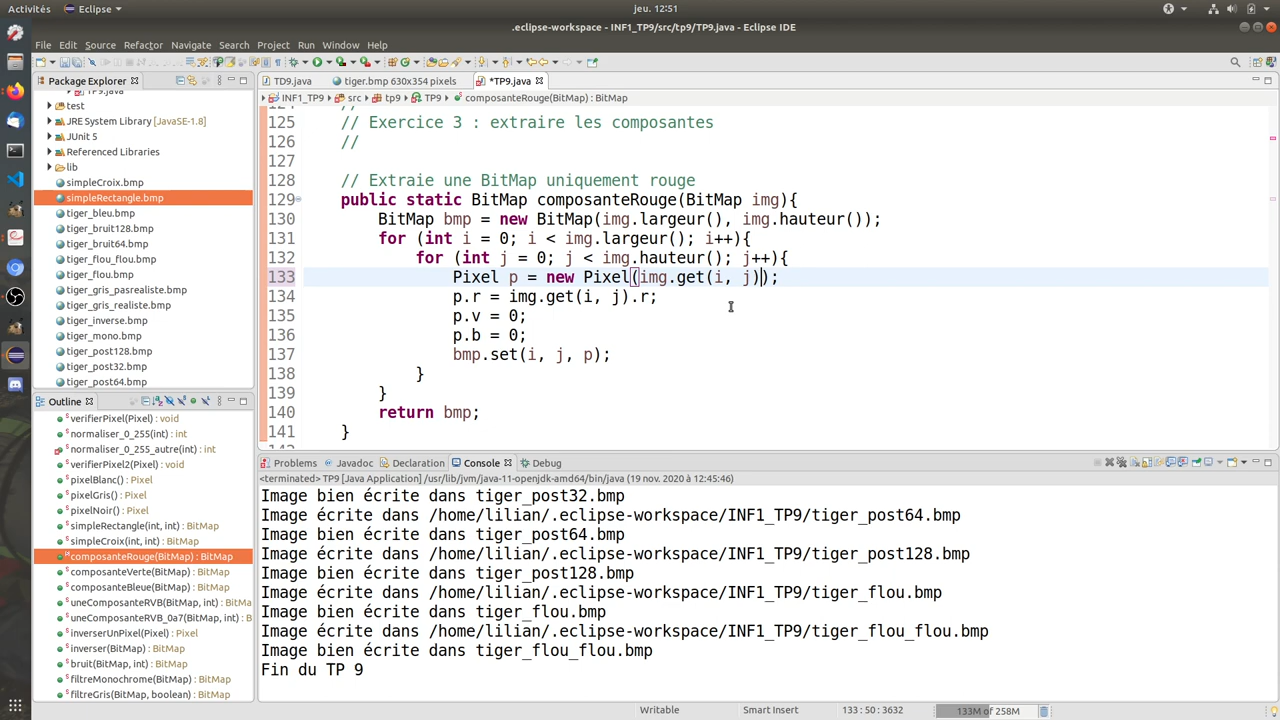 Activités Eclipse jeu. 12:51
.eclipse-workspace - INF1_TP9/src/tp9/TP9.java - Eclipse IDE
File Edit Source Refactor Navigate Search Project Run Window Help
Package Explorer
TP9.java
test
JRE System Library [JavaSE-1.8]
JUnit 5
Referenced Libraries
lib
simpleCroix.bmp
simpleRectangle.bmp
tiger_bleu.bmp
tiger_bruit128.bmp
tiger_bruit64.bmp
tiger_flou_flou.bmp
tiger_flou.bmp
tiger_gris_pasrealiste.bmp
tiger_gris_realiste.bmp
tiger_inverse.bmp
tiger_mono.bmp
tiger_post128.bmp
tiger_post32.bmp
tiger_post64.bmp
Outline
verifierPixel(Pixel) : void
normaliser_0_255(int) : int
normaliser_0_255_autre(int) : int
verifierPixel2(Pixel) : void
pixelBlanc() : Pixel
pixelGris() : Pixel
pixelNoir() : Pixel
simpleRectangle(int, int) : BitMap
simpleCroix(int, int) : BitMap
composanteRouge(BitMap) : BitMap
composanteVerte(BitMap) : BitMap
composanteBleue(BitMap) : BitMap
uneComposanteRVB(BitMap, int) : BitMa
uneComposanteRVB_0a7(BitMap, int) : B
inverserUnPixel(Pixel) : Pixel
inverser(BitMap) : BitMap
bruit(BitMap, int) : BitMap
filtreMonochrome(BitMap) : BitMap
filtreGris(BitMap, boolean) : BitMap
TD9.java tiger.bmp 630x354 pixels *TP9.java
INF1_TP9 src tp9 TP9 composanteRouge(BitMap) : BitMap
124 //
125 // Exercice 3 : extraire les composantes
126 //
127
128 // Extraie une BitMap uniquement rouge
129 public static BitMap composanteRouge(BitMap img){
130 BitMap bmp = new BitMap(img.largeur(), img.hauteur());
131 for (int i = 0; i < img.largeur(); i++){
132 for (int j = 0; j < img.hauteur(); j++){
133 Pixel p = new Pixel(img.get(i, j));
134 p.r = img.get(i, j).r;
135 p.v = 0;
136 p.b = 0;
137 bmp.set(i, j, p);
138 }
139 }
140 return bmp;
141 }
Problems Javadoc Declaration Console Debug
<terminated> TP9 [Java Application] /usr/lib/jvm/java-11-openjdk-amd64/bin/java (19 nov. 2020 à 12:45:46)
Image bien écrite dans tiger_post32.bmp
Image écrite dans /home/lilian/.eclipse-workspace/INF1_TP9/tiger_post64.bmp
Image bien écrite dans tiger_post64.bmp
Image écrite dans /home/lilian/.eclipse-workspace/INF1_TP9/tiger_post128.bmp
Image bien écrite dans tiger_post128.bmp
Image écrite dans /home/lilian/.eclipse-workspace/INF1_TP9/tiger_flou.bmp
Image bien écrite dans tiger_flou.bmp
Image écrite dans /home/lilian/.eclipse-workspace/INF1_TP9/tiger_flou_flou.bmp
Image bien écrite dans tiger_flou_flou.bmp
Fin du TP 9
Writable Smart Insert 133 : 50 : 3632 133M of 258M